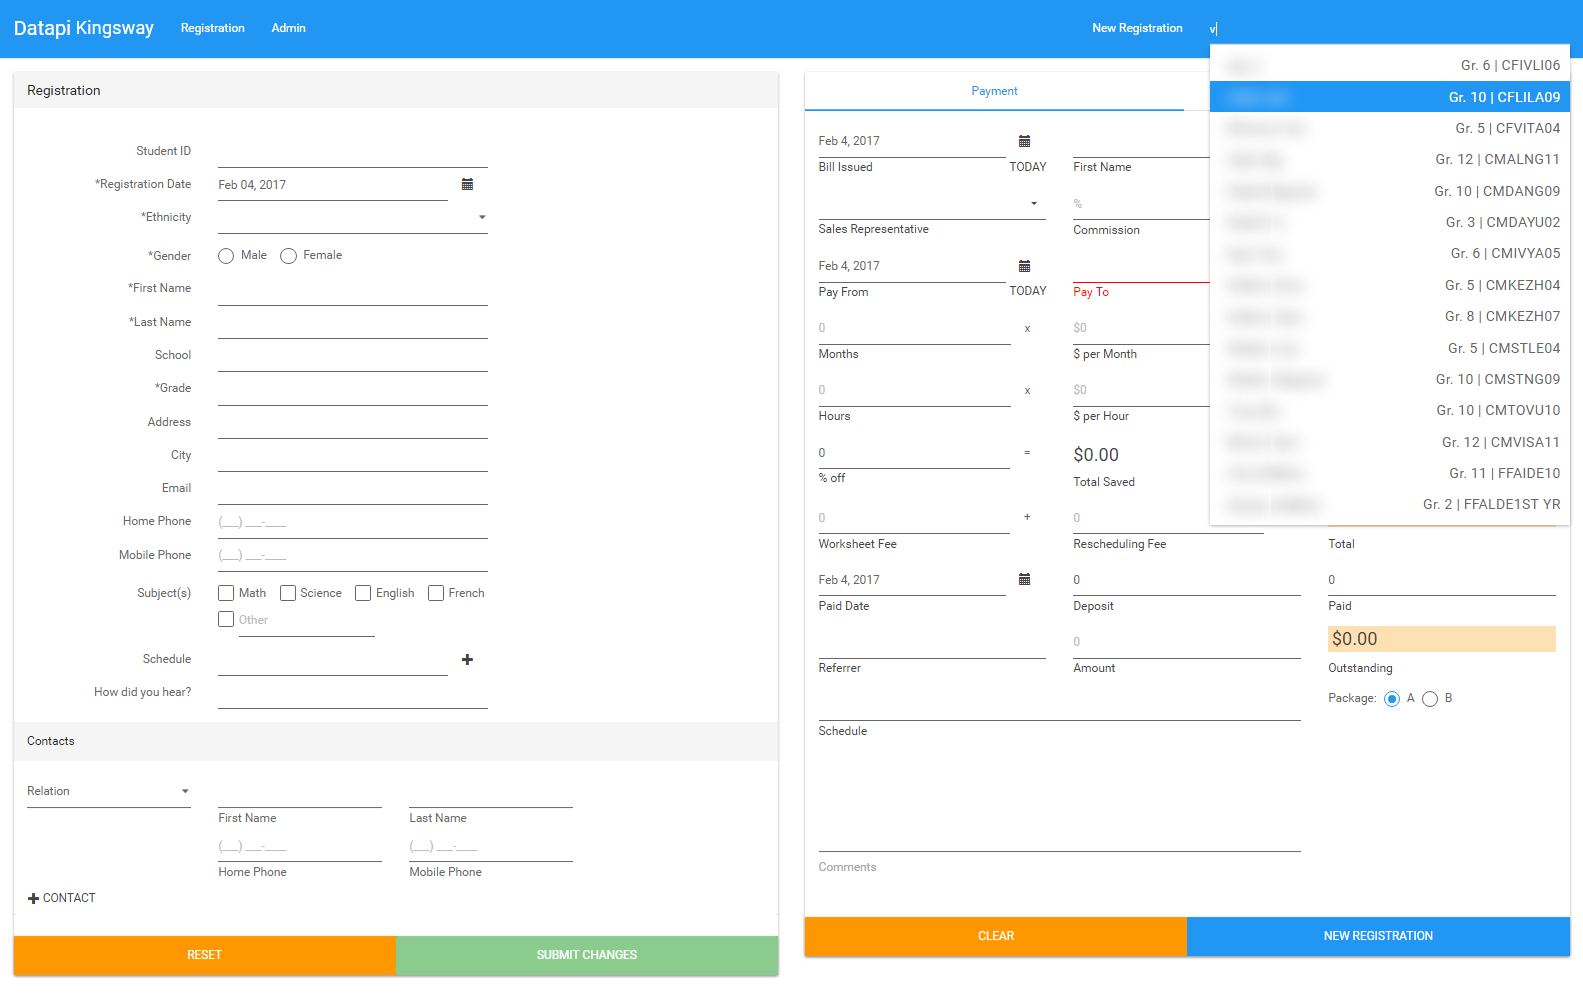 Datapi Kingsway Registration Admin New Registration v
Gr. 6 | CFIVLI06
Gr. 10 | CFLILA09
Gr. 5 | CFVITA04
Gr. 12 | CMALNG11
Gr. 10 | CMDANG09
Gr. 3 | CMDAYU02
Gr. 6 | CMIVYA05
Gr. 5 | CMKEZH04
Gr. 8 | CMKEZH07
Gr. 5 | CMSTLE04
Gr. 10 | CMSTNG09
Gr. 10 | CMTOVU10
Gr. 12 | CMVISA11
Gr. 11 | FFAIDE10
Gr. 2 | FFALDE1ST YR
Registration
Student ID
*Registration Date Feb 04, 2017
*Ethnicity
*Gender Male Female
*First Name
*Last Name
School
*Grade
Address
City
Email
Home Phone (__) __-___
Mobile Phone (__) __-___
Subject(s) Math Science English French
Other
Schedule
How did you hear?
Contacts
Relation
First Name Last Name
(__) __-___ (__) __-___
Home Phone Mobile Phone
CONTACT
RESET SUBMIT CHANGES
Payment
Feb 4, 2017
Bill Issued TODAY First Name
%
Sales Representative Commission
Feb 4, 2017
Pay From TODAY Pay To
0 x $0
Months $ per Month
0 x $0
Hours $ per Hour
0 = $0.00
% off Total Saved
0 + 0
Worksheet Fee Rescheduling Fee Total
Feb 4, 2017 0 0
Paid Date Deposit Paid
0 $0.00
Referrer Amount Outstanding
Package: A B
Schedule
Comments
CLEAR NEW REGISTRATION